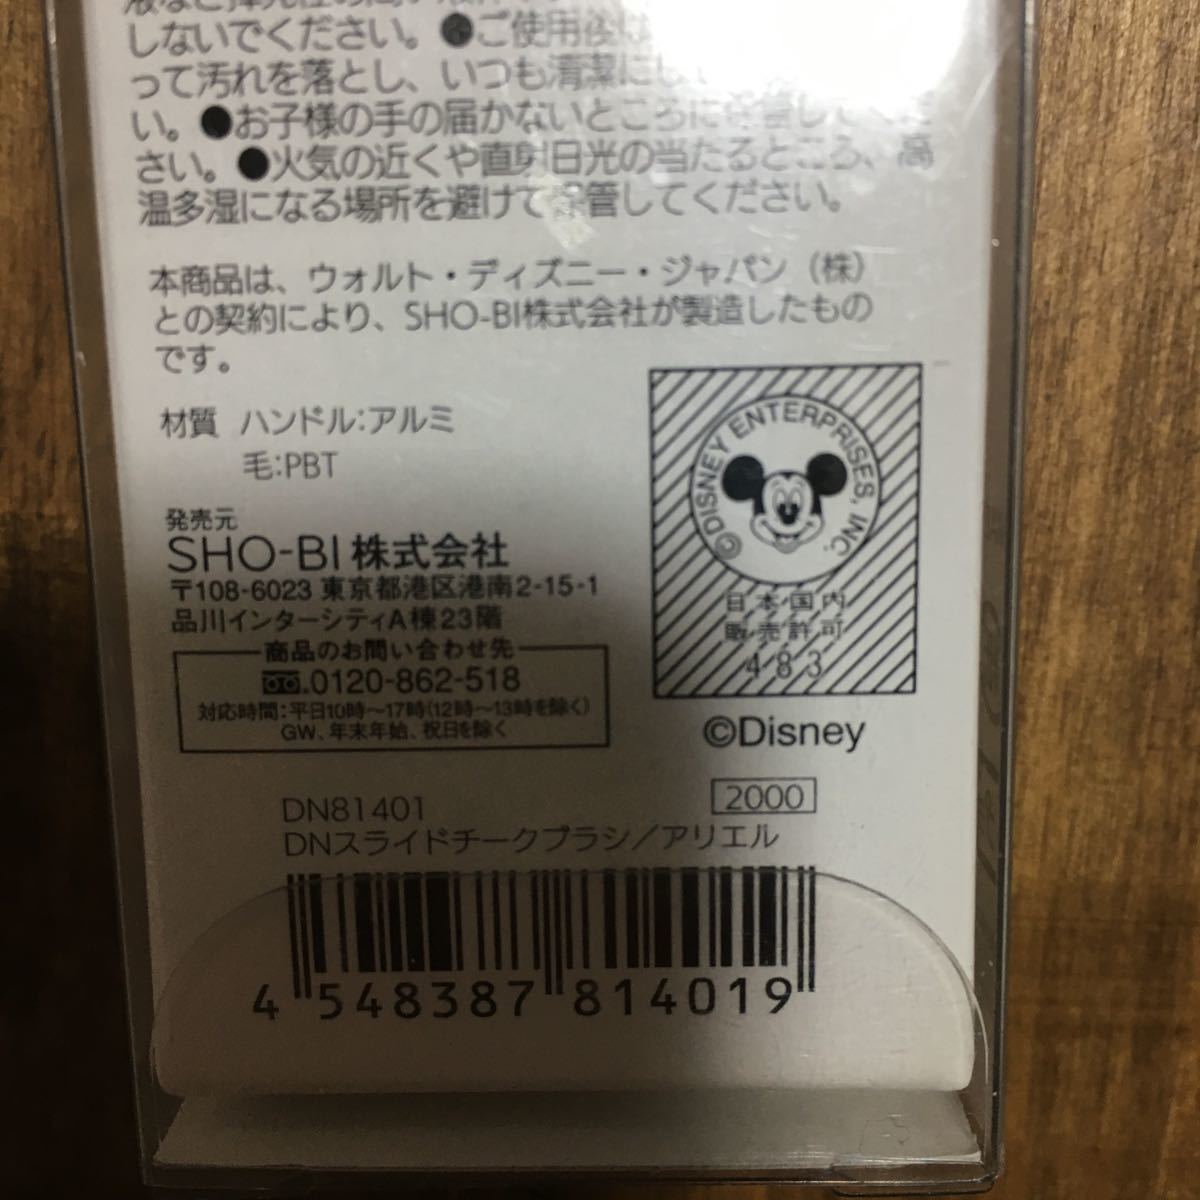 しないでください。●ご使用後は
って汚れを落とし、いつも清潔にし
い。●お子様の手の届かないところに保管してくだ
さい。●火気の近くや直射日光の当たるところ、高
温多湿になる場所を避けて保管してください。
本商品は、ウォルト・ディズニー・ジャパン(株)
との契約により、SHO-BI株式会社が製造したもの
です。
材質 ハンドル:アルミ
毛:PBT
発売元
SHO-BI 株式会社
〒108-6023 東京都港区港南2-15-1
品川インターシティA棟23階
商品のお問い合わせ先
0120-862-518
対応時間:平日10時〜17時(12時〜13時を除く)
GW、年末年始、祝日を除く
©DISNEY ENTERPRISES, INC.
日本国内
販売許可
483
©Disney
DN81401
2000
DNスライドチークブラシ/アリエル
4 548387 814019